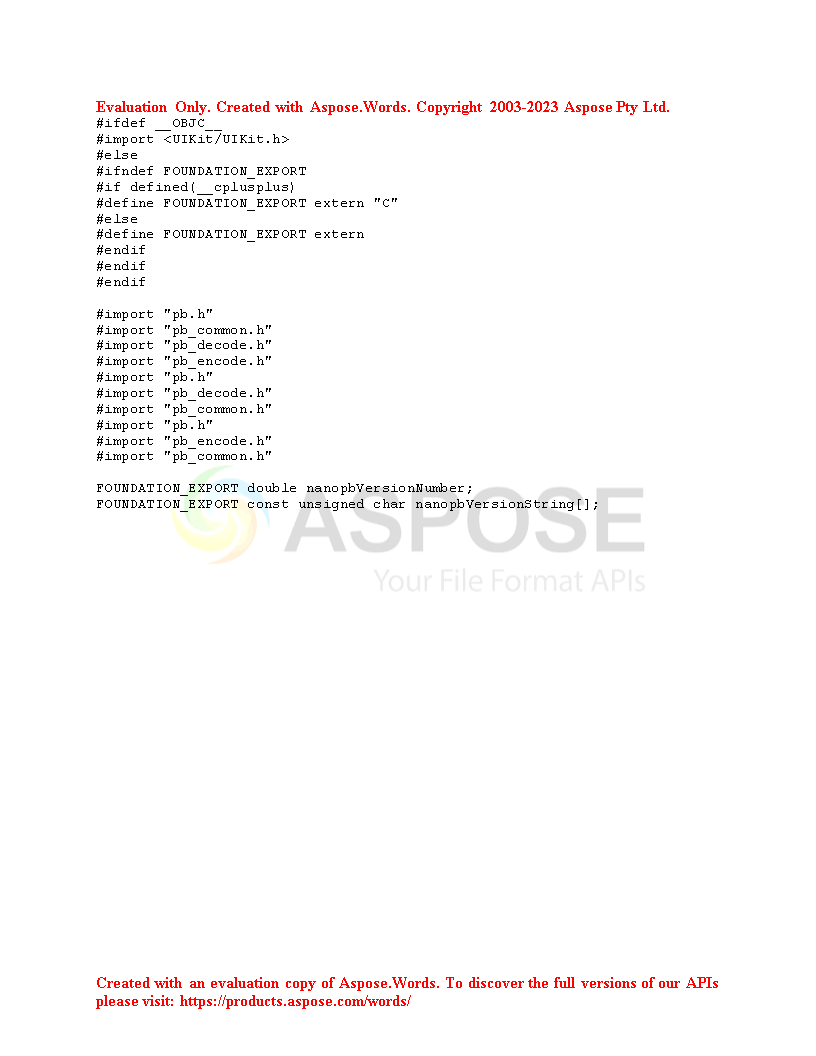 Evaluation Only. Created with Aspose.Words. Copyright 2003-2023 Aspose Pty Ltd.
#ifdef __OBJC__
#import <UIKit/UIKit.h>
#else
#ifndef FOUNDATION_EXPORT
#if defined(__cplusplus)
#define FOUNDATION_EXPORT extern "C"
#else
#define FOUNDATION_EXPORT extern
#endif
#endif
#endif

#import "pb.h"
#import "pb_common.h"
#import "pb_decode.h"
#import "pb_encode.h"
#import "pb.h"
#import "pb_decode.h"
#import "pb_common.h"
#import "pb.h"
#import "pb_encode.h"
#import "pb_common.h"

FOUNDATION_EXPORT double nanopbVersionNumber;
FOUNDATION_EXPORT const unsigned char nanopbVersionString[];
ASPOSE
Your File Format APIs
Created with an evaluation copy of Aspose.Words. To discover the full versions of our APIs
please visit: https://products.aspose.com/words/